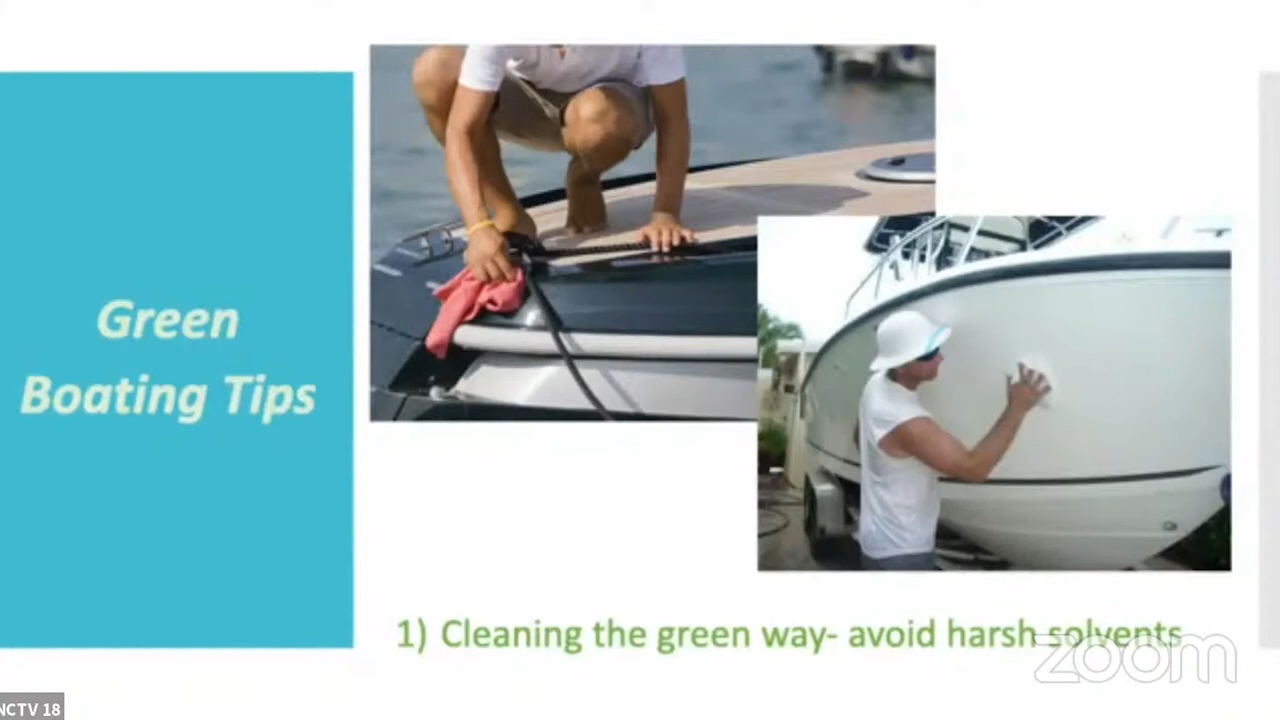 Green
Boating Tips
1) Cleaning the green way- avoid harsh solvents
zoom
NCTV 18